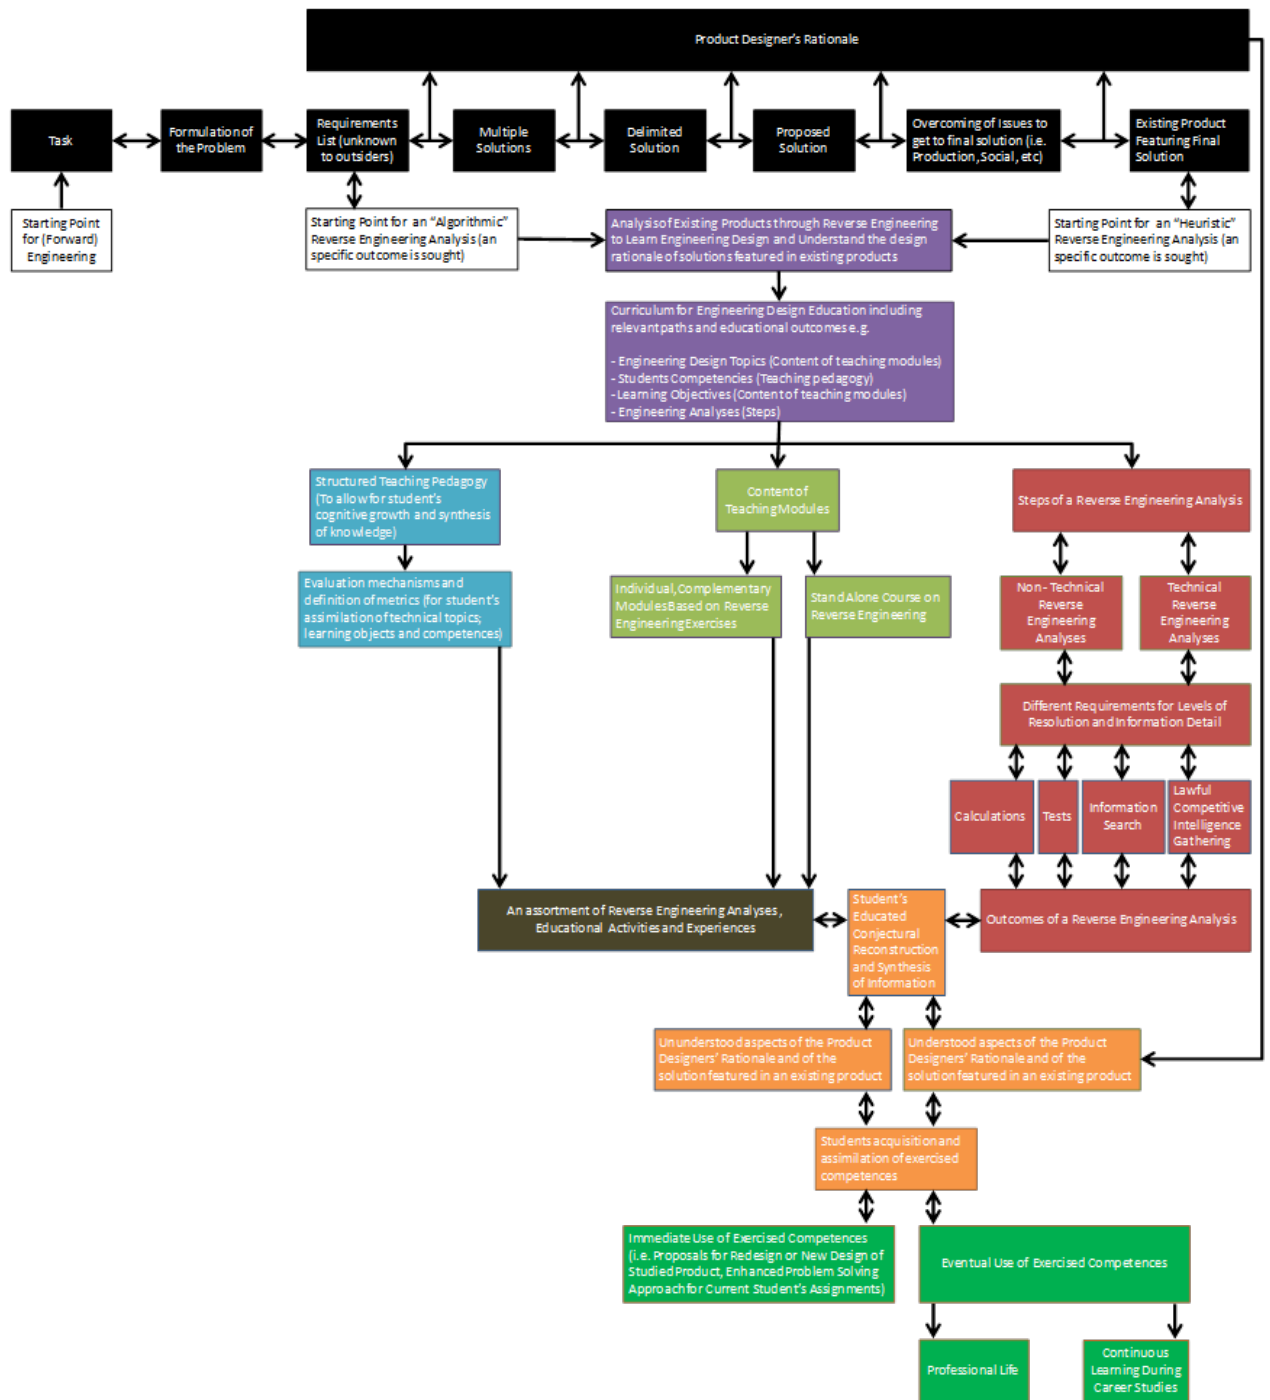 Product Designer's Rationale
Task
Formulation of
the Problem
Requirements
List (unknown
to outsiders)
Multiple
Solutions
Delimited
Solution
Proposed
Solution
Overcoming of Issues to
get to final solution (i.e.
Production, Social, etc)
Existing Product
Featuring Final
Solution
Starting Point
for (Forward)
Engineering
Starting Point for an "Algorithmic"
Reverse Engineering Analysis (an
specific outcome is sought)
Analysis of Existing Products through Reverse Engineering
to Learn Engineering Design and Understand the design
rationale of solutions featured in existing products
Starting Point for an "Heuristic"
Reverse Engineering Analysis (an
specific outcome is sought)
Curriculum for Engineering Design Education including
relevant paths and educational outcomes e.g.
- Engineering Design Topics (Content of teaching modules)
- Students Competencies (Teaching pedagogy)
- Learning Objectives (Content of teaching modules)
- Engineering Analyses (Steps)
Structured Teaching Pedagogy
(To allow for student's
cognitive growth and synthesis
of knowledge)
Content of
Teaching Modules
Steps of a Reverse Engineering Analysis
Evaluation mechanisms and
definition of metrics (for student's
assimilation of technical topics;
learning objects and competences)
Individual, Complementary
Modules Based on Reverse
Engineering Exercises
Stand Alone Course on
Reverse Engineering
Non - Technical
Reverse
Engineering
Analyses
Technical
Reverse
Engineering
Analyses
Different Requirements for Levels of
Resolution and Information Detail
Calculations
Tests
Information
Search
Lawful
Competitive
Intelligence
Gathering
An assortment of Reverse Engineering Analyses,
Educational Activities and Experiences
Student's
Educated
Conjectural
Reconstruction
and Synthesis
of Information
Outcomes of a Reverse Engineering Analysis
Ununderstood aspects of the Product
Designers' Rationale and of the
solution featured in an existing product
Understood aspects of the Product
Designers' Rationale and of the
solution featured in an existing product
Students acquisition and
assimilation of exercised
competences
Immediate Use of Exercised Competences
(i.e. Proposals for Redesign or New Design of
Studied Product, Enhanced Problem Solving
Approach for Current Student's Assignments)
Eventual Use of Exercised Competences
Professional Life
Continuous
Learning During
Career Studies